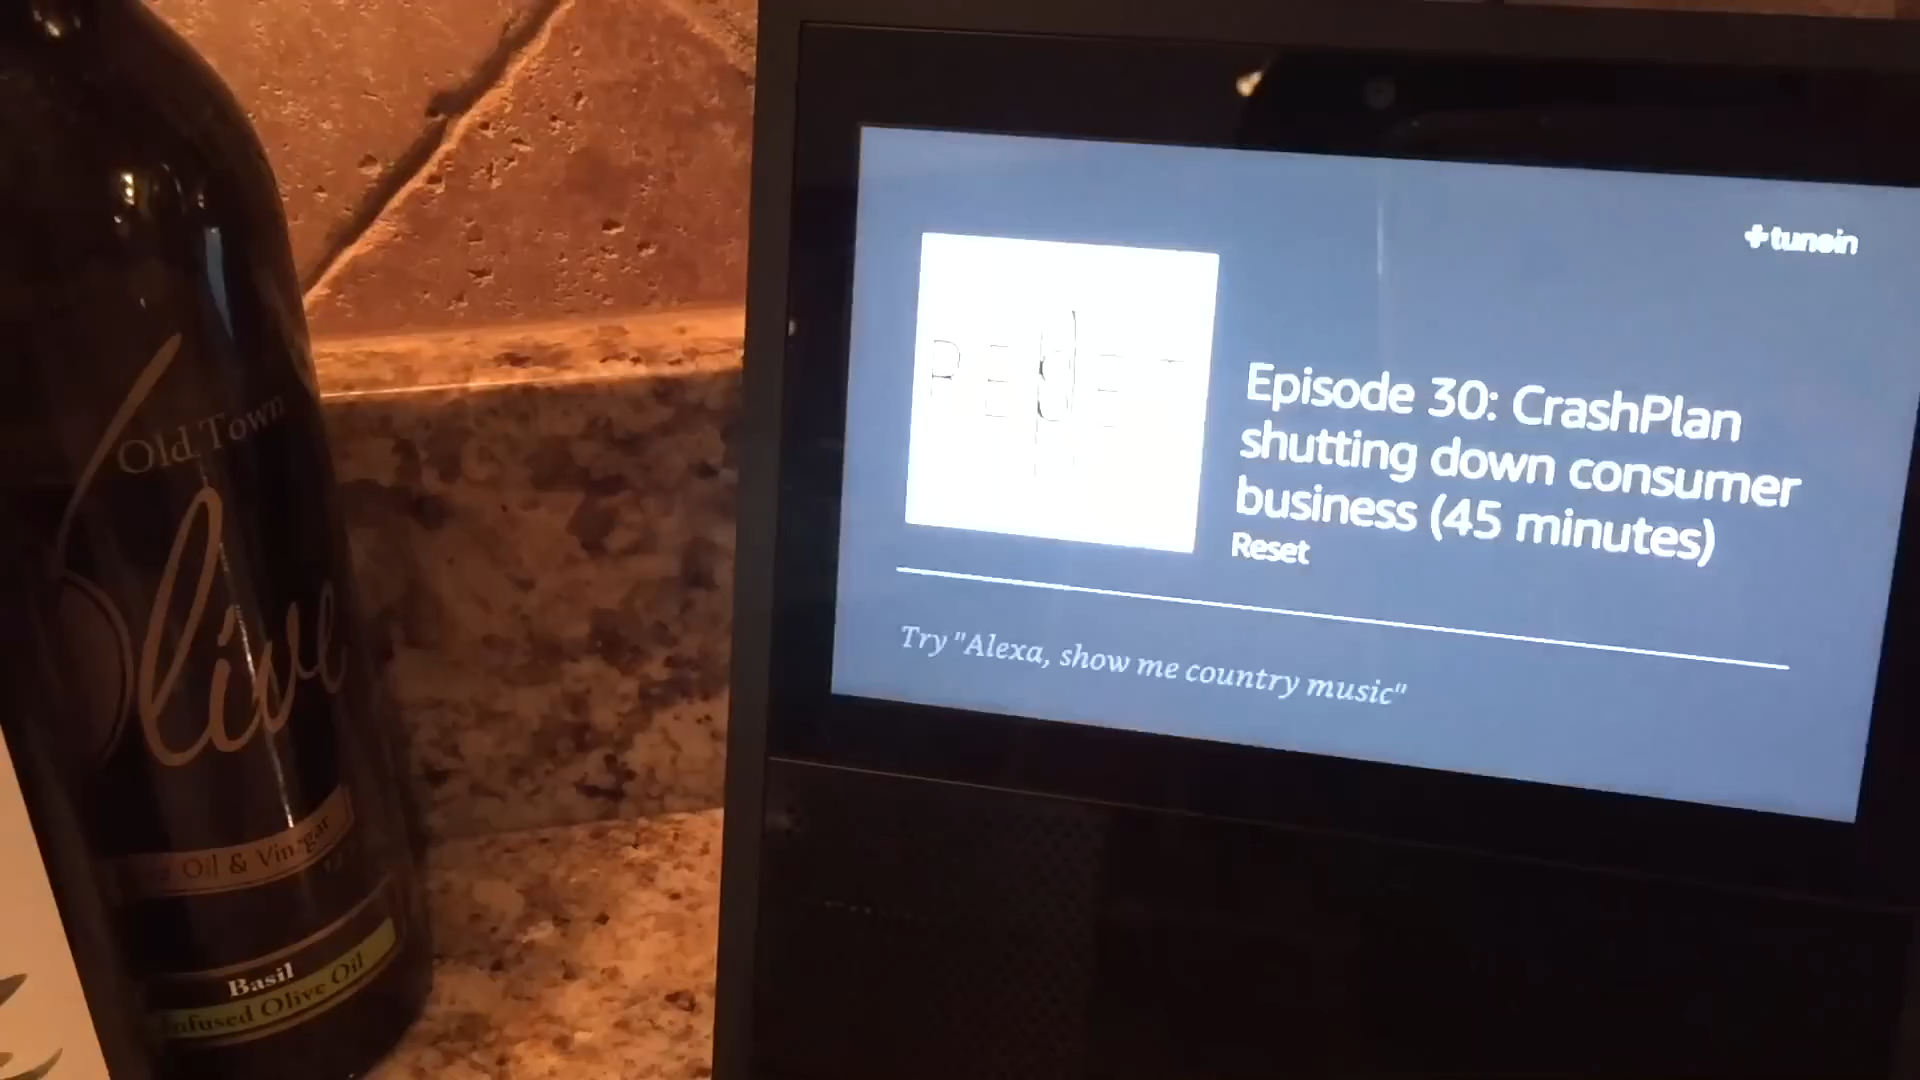 Old Town
Olive
Oil & Vinegar
Basil
Infused Olive Oil
tunein
RESET
Episode 30: CrashPlan
shutting down consumer
business (45 minutes)
Reset
Try "Alexa, show me country music"